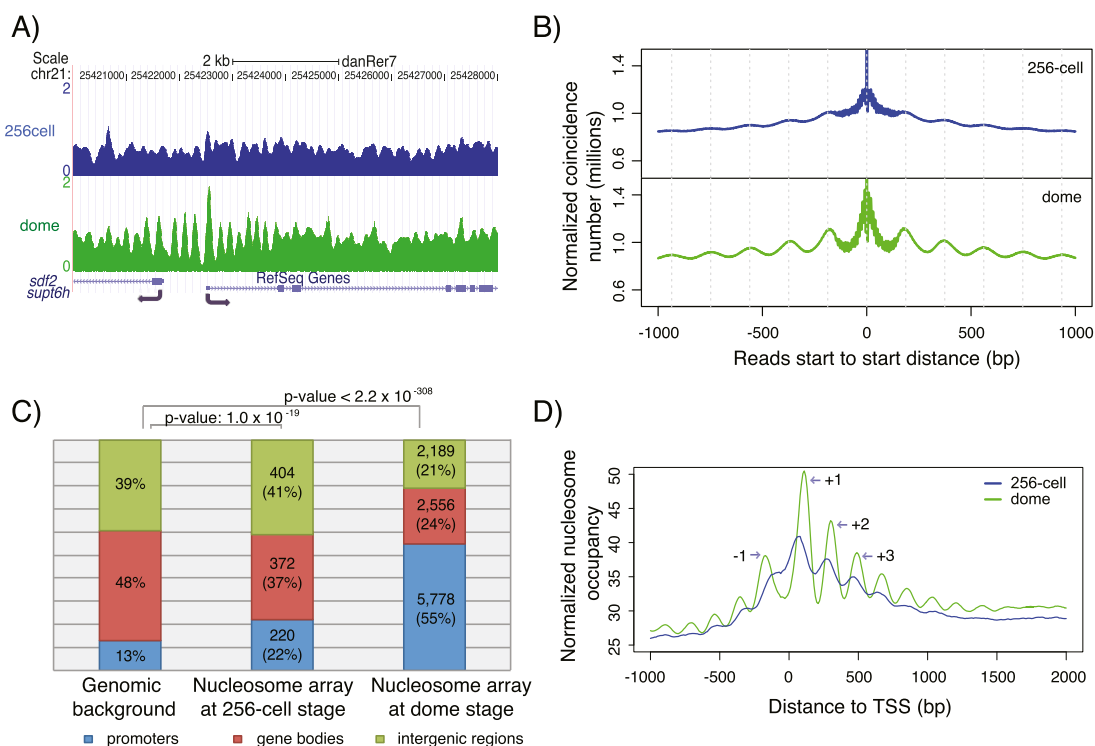 A)
Scale
2 kb
danRer7
chr21:
25421000
25422000
25423000
25424000
25425000
25426000
25427000
25428000
2
256cell
0
2
dome
0
RefSeq Genes
sdf2
supt6h
B)
Normalized coincidence
number (millions)
1.4
1.0
0.6
256-cell
1.4
1.0
0.6
dome
-1000
-500
0
500
1000
Reads start to start distance (bp)
C)
p-value < 2.2 x 10 -308
p-value: 1.0 x 10 -19
39%
48%
13%
404
(41%)
372
(37%)
220
(22%)
2,189
(21%)
2,556
(24%)
5,778
(55%)
Genomic
background
Nucleosome array
at 256-cell stage
Nucleosome array
at dome stage
promoters
gene bodies
intergenic regions
D)
Normalized nucleosome
occupancy
50
45
40
35
30
25
256-cell
dome
-1
+1
+2
+3
-1000
-500
0
500
1000
1500
2000
Distance to TSS (bp)